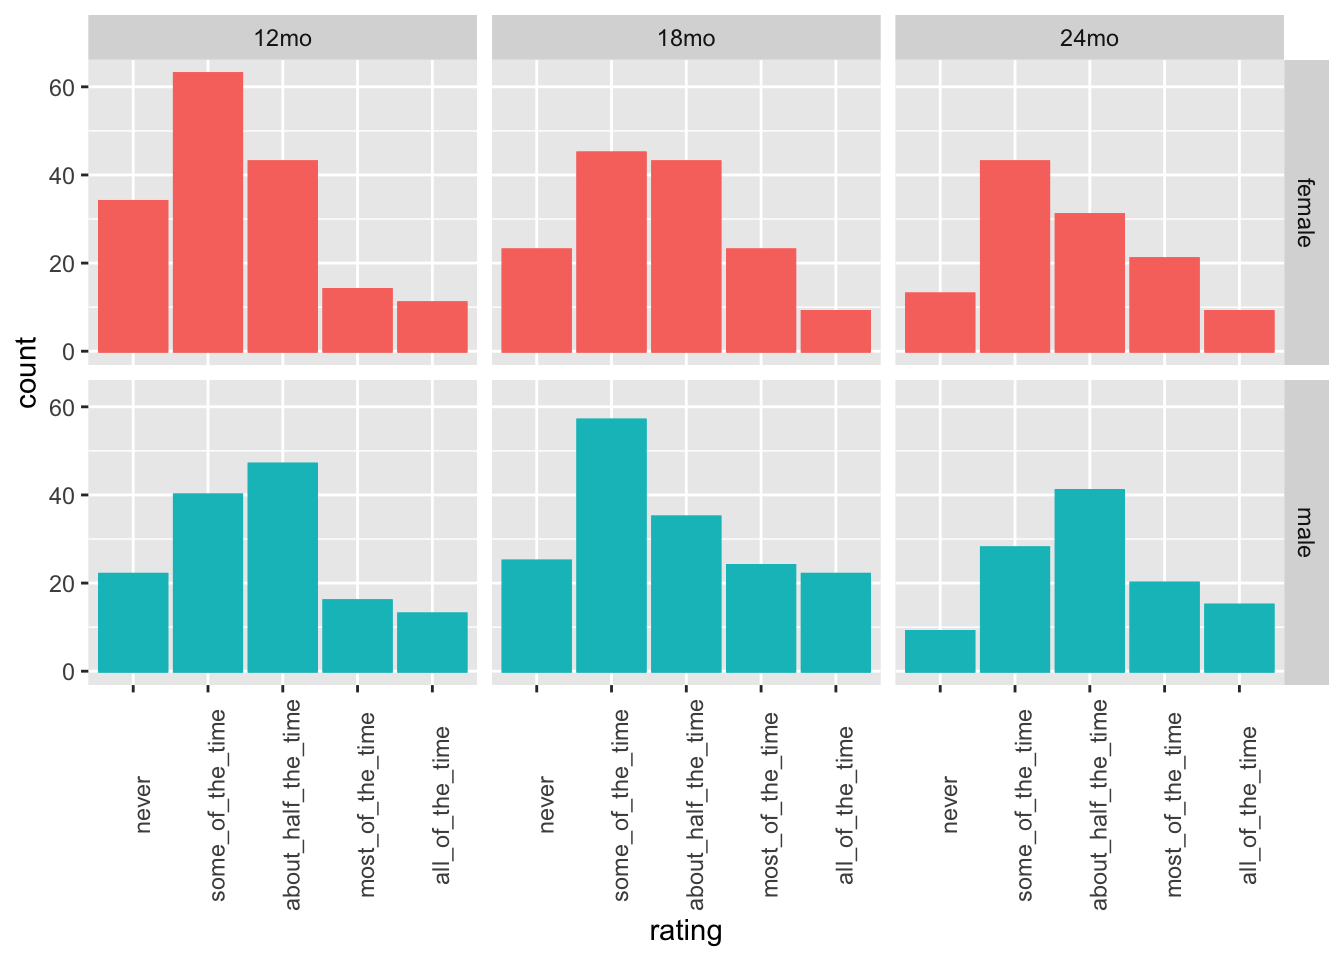 12mo 18mo 24mo
60
40
20
0
female
60
40
20
0
male
count
never some_of_the_time about_half_the_time most_of_the_time all_of_the_time never some_of_the_time about_half_the_time most_of_the_time all_of_the_time never some_of_the_time about_half_the_time most_of_the_time all_of_the_time
rating